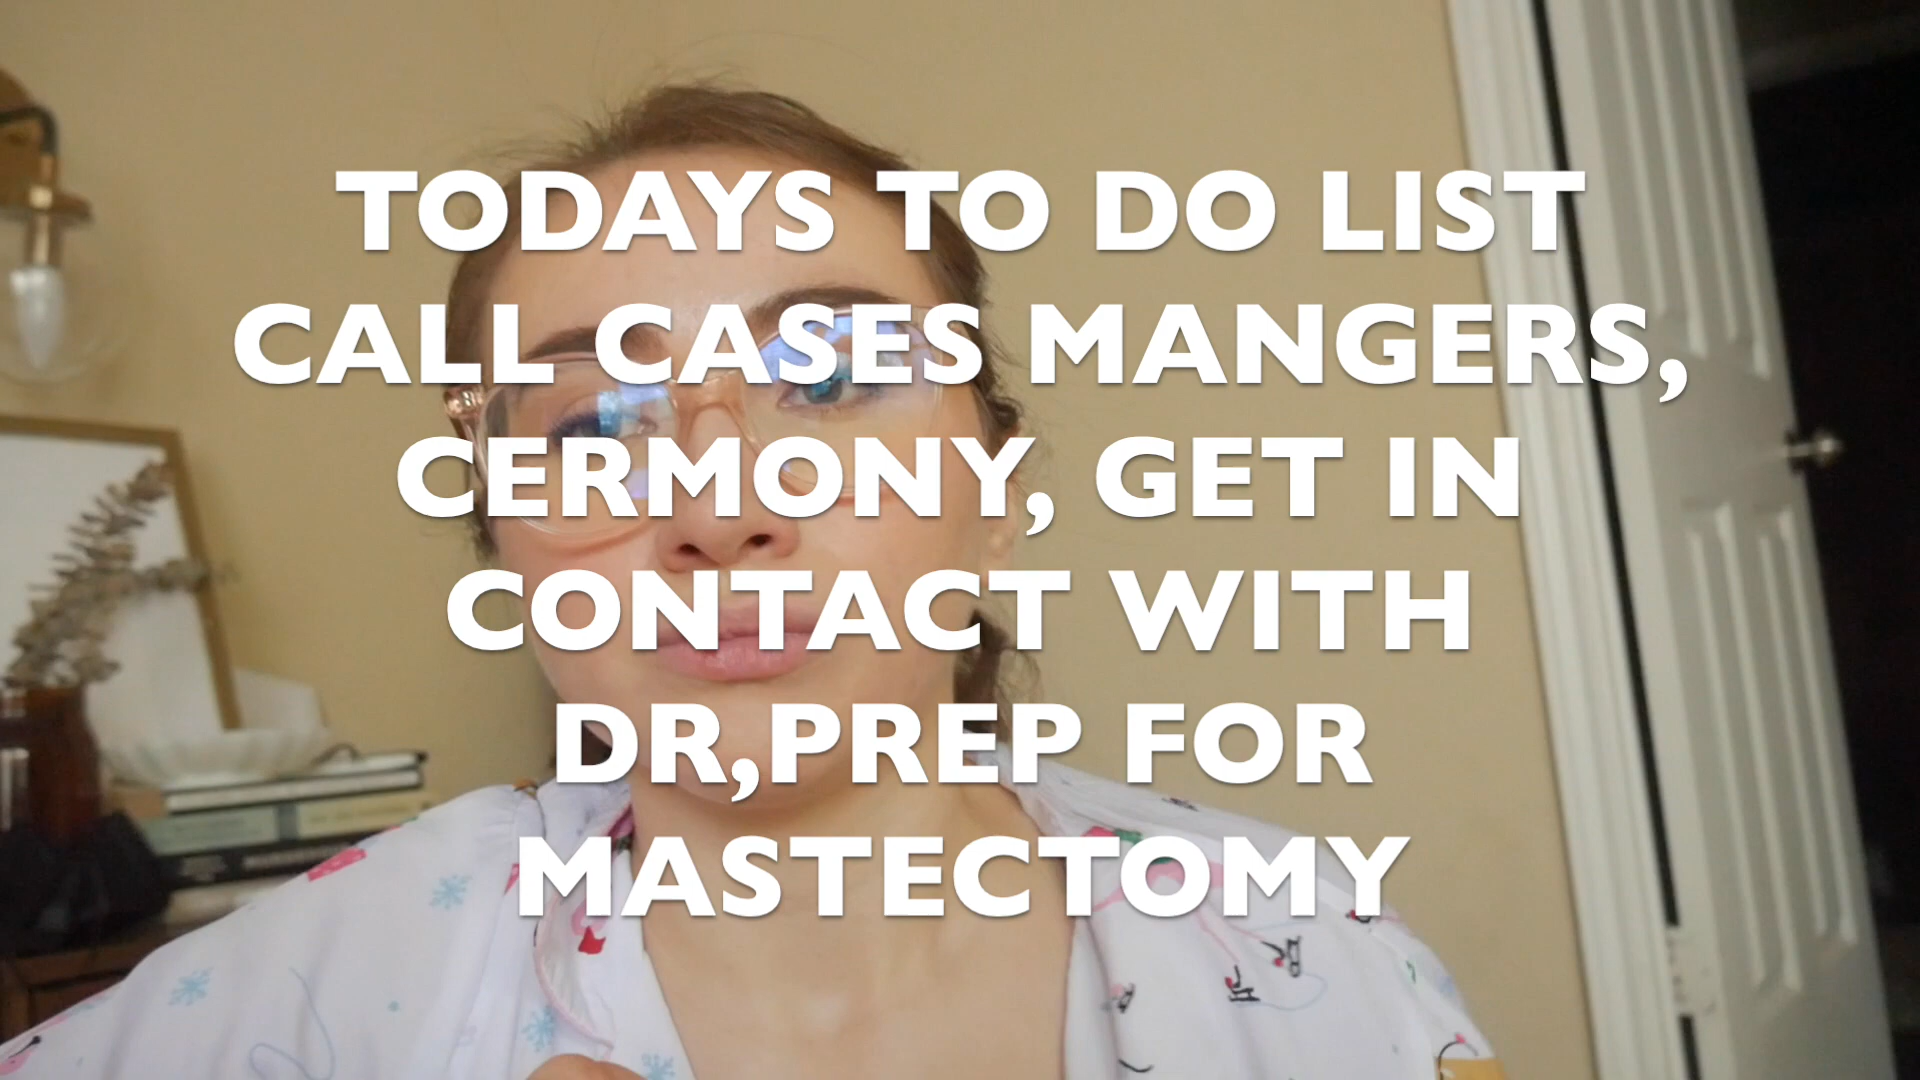 TODAYS TO DO LIST
CALL CASES MANGERS,
CERMONY, GET IN
CONTACT WITH
DR,PREP FOR
MASTECTOMY